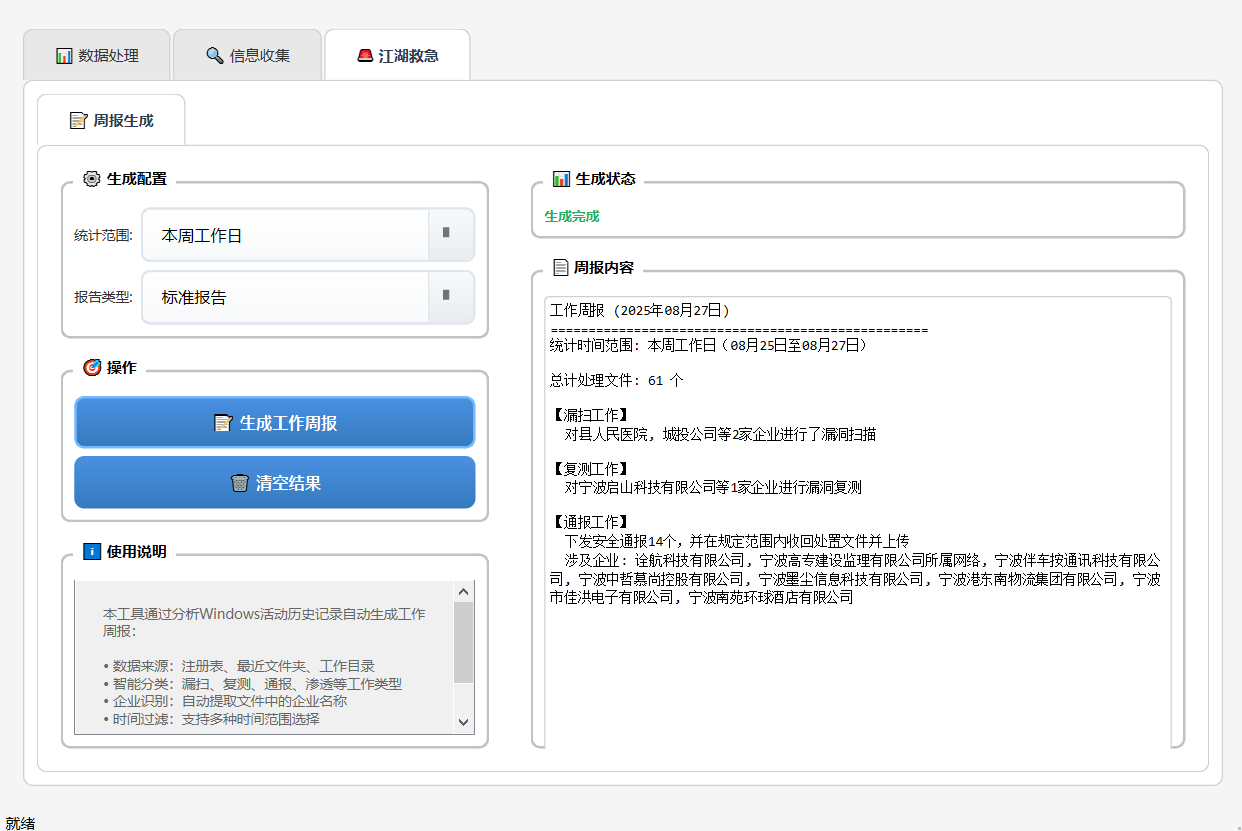 数据处理
信息收集
江湖救急
周报生成
生成配置
统计范围:
本周工作日
报告类型:
标准报告
操作
生成工作周报
清空结果
使用说明
本工具通过分析Windows活动历史记录自动生成工作
周报：
• 数据来源：注册表、最近文件夹、工作目录
• 智能分类：漏扫、复测、通报、渗透等工作类型
• 企业识别：自动提取文件中的企业名称
• 时间过滤：支持多种时间范围选择
生成状态
生成完成
周报内容
工作周报 (2025年08月27日)
==================================================
统计时间范围: 本周工作日（08月25日至08月27日）
总计处理文件: 61 个
【漏扫工作】
对县人民医院, 城投公司等2家企业进行了漏洞扫描
【复测工作】
对宁波启山科技有限公司等1家企业进行漏洞复测
【通报工作】
下发安全通报14个，并在规定范围内收回处置文件并上传
涉及企业: 诠航科技有限公司, 宁波高专建设监理有限公司所属网络, 宁波伴车按通讯科技有限公
司, 宁波中哲慕尚控股有限公司, 宁波墨尘信息科技有限公司, 宁波港东南物流集团有限公司, 宁波
市佳洪电子有限公司, 宁波南苑环球酒店有限公司
就绪